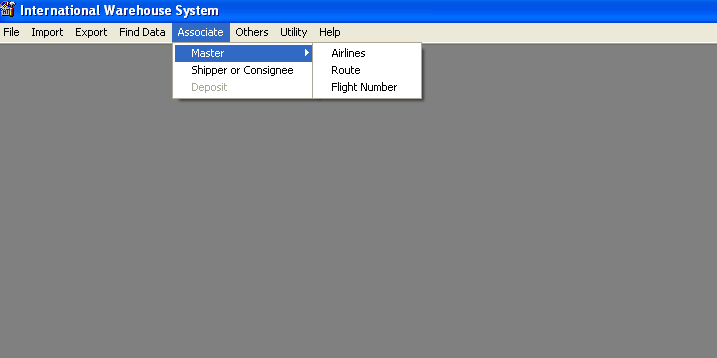 International Warehouse System
File Import Export Find Data Associate Others Utility Help
Master Airlines
Shipper or Consignee Route
Deposit Flight Number